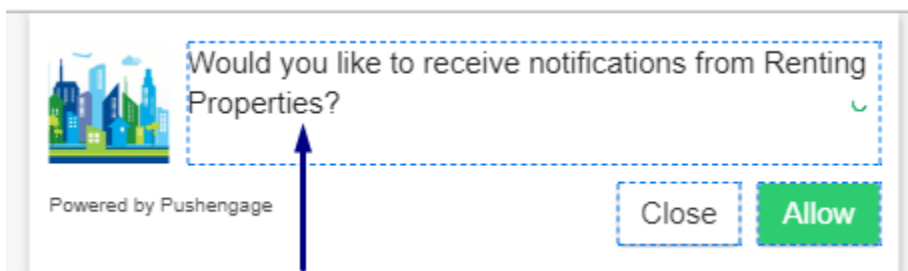 Would you like to receive notifications from Renting
Properties?
Powered by Pushengage
Close
Allow